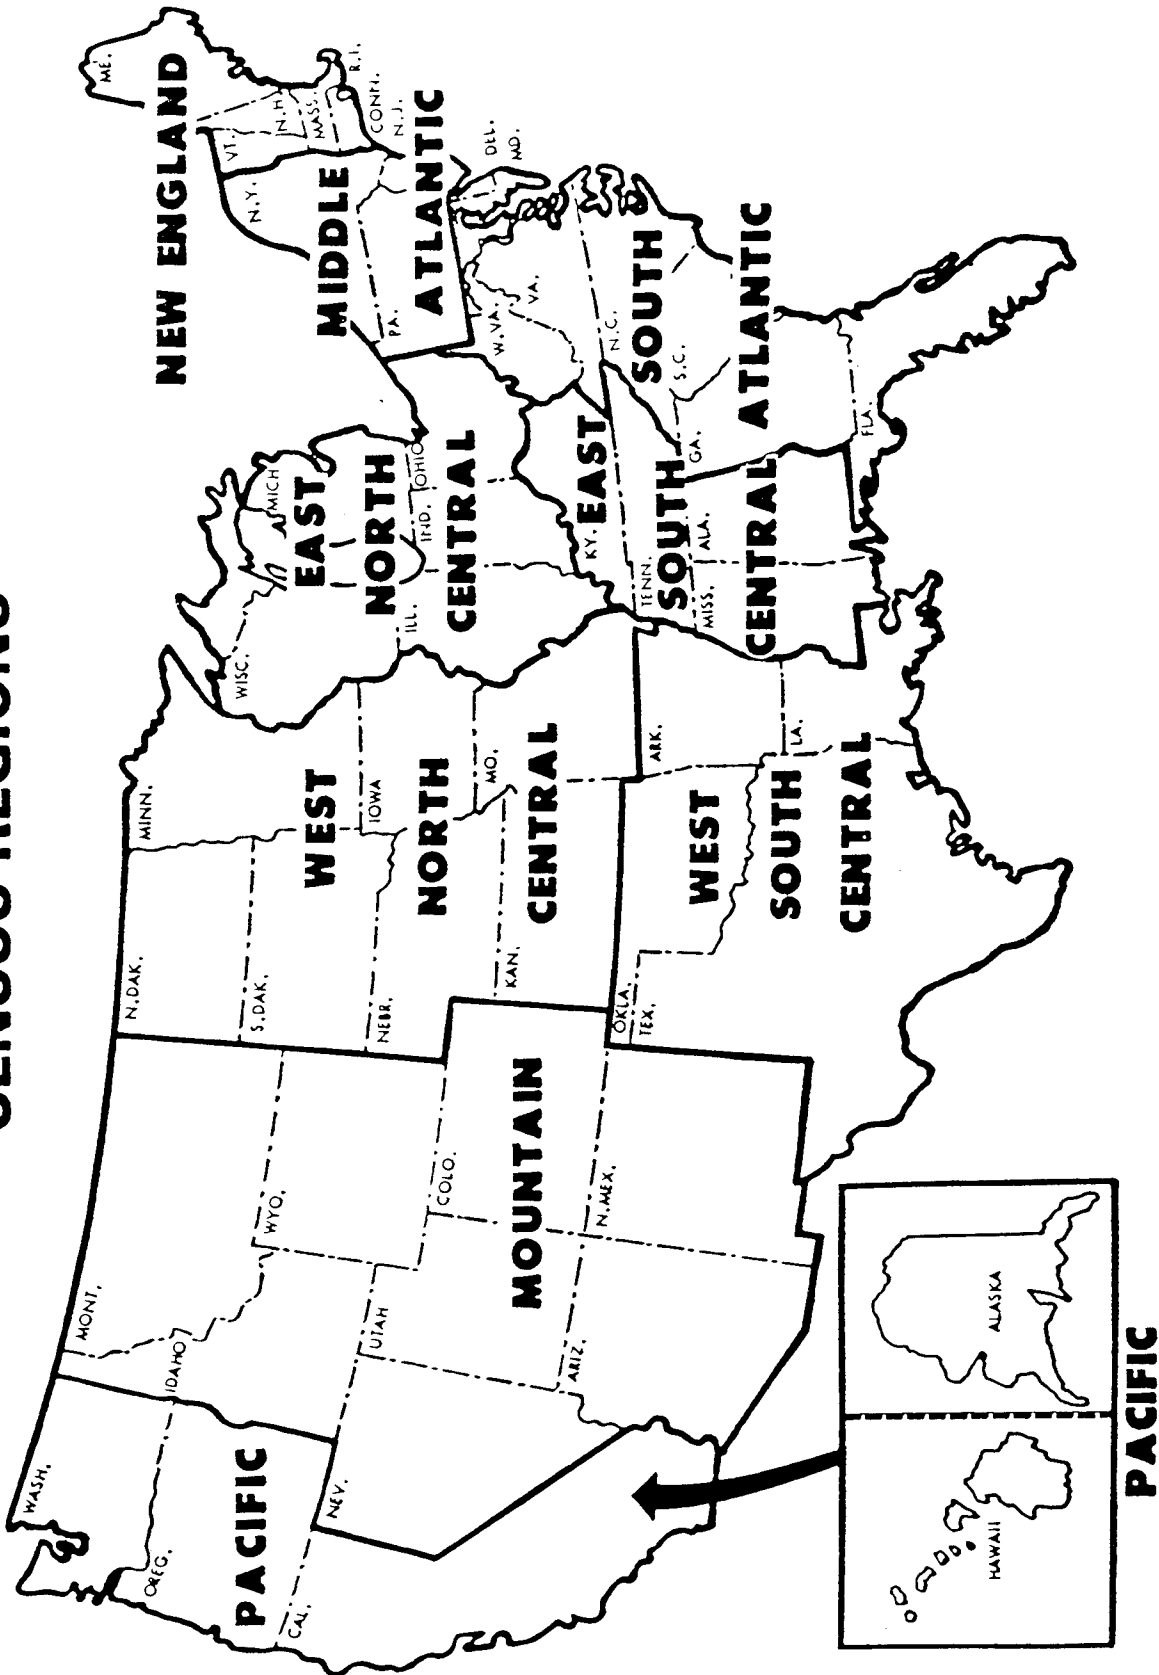 CENSUS REGIONS
WASH.
OREG.
CAL.
PACIFIC
NEV.
IDAHO
MONT.
WYO.
UTAH
COLO.
ARIZ.
N.MEX.
MOUNTAIN
N.DAK.
S.DAK.
NEBR.
KAN.
MINN.
IOWA
MO.
WEST
NORTH
CENTRAL
OKLA.
TEX.
ARK.
LA.
WEST
SOUTH
CENTRAL
WISC.
MICH
ILL.
IND.
OHIO
EAST
NORTH
CENTRAL
KY.
TENN.
MISS.
ALA.
EAST
SOUTH
CENTRAL
ME.
VT.
N.H.
MASS.
R.I.
CONN.
NEW ENGLAND
N.Y.
N.J.
PA.
MIDDLE
ATLANTIC
DEL.
MD.
W.VA.
VA.
N.C.
S.C.
GA.
FLA.
SOUTH
ATLANTIC
HAWAII
ALASKA
PACIFIC